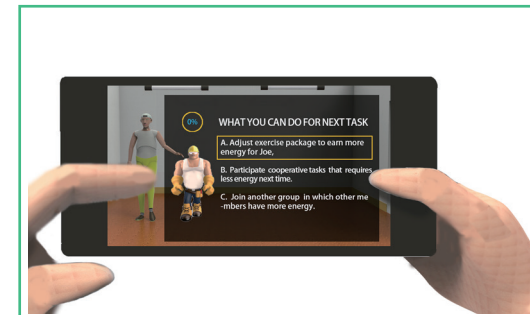 0%
WHAT YOU CAN DO FOR NEXT TASK
A. Adjust exercise package to earn more
energy for Joe,
B. Participate cooperative tasks that requires
less energy next time.
C. Join another group in which other me
-mbers have more energy.